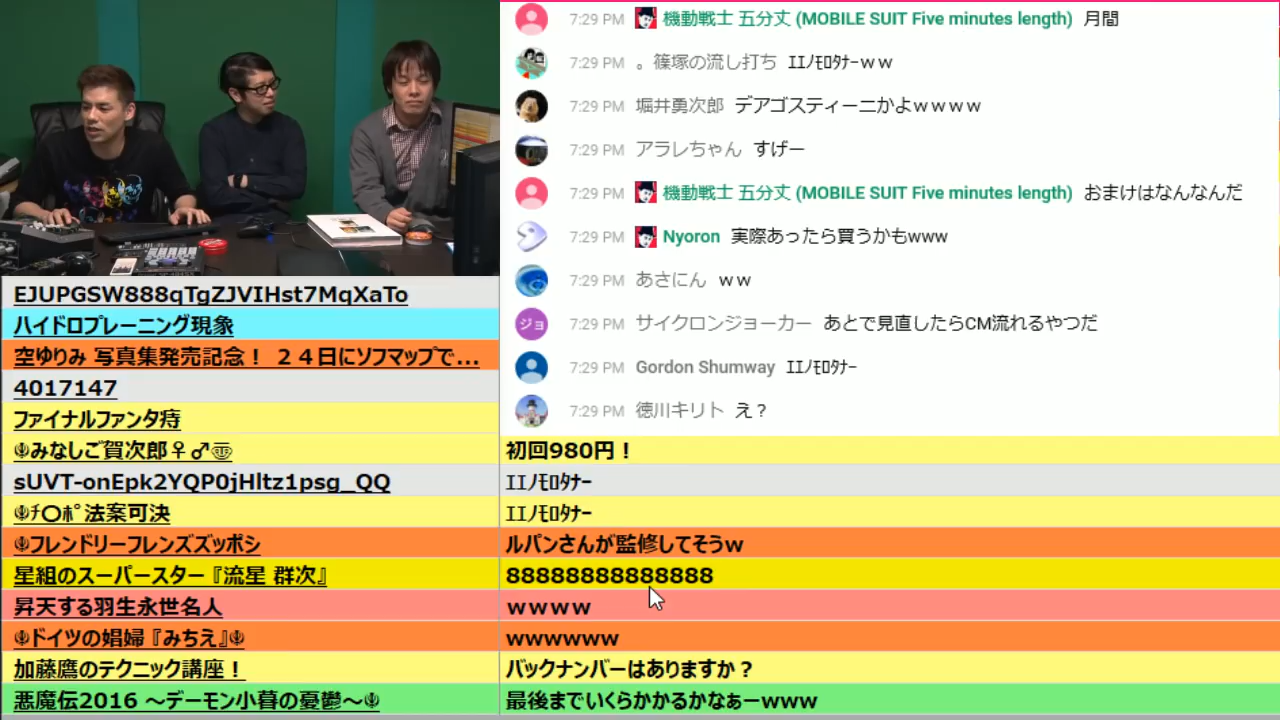 7:29 PM 機動戦士 五分丈 (MOBILE SUIT Five minutes length) 月間
7:29 PM 。篠塚の流し打ち ｴｴﾉﾓﾛﾀﾅｰｗｗ
7:29 PM 堀井勇次郎 デアゴスティーニかよｗｗｗｗ
7:29 PM アラレちゃん すげー
7:29 PM 機動戦士 五分丈 (MOBILE SUIT Five minutes length) おまけはなんなんだ
7:29 PM Nyoron 実際あったら買うかもwww
7:29 PM あさにん ｗｗ
ジョ 7:29 PM サイクロンジョーカー あとで見直したらCM流れるやつだ
7:29 PM Gordon Shumway ｴｴﾉﾓﾛﾀﾅｰ
7:29 PM 徳川キリト え？
EJUPGSW888qTgZJVIHst7MqXaTo
ハイドロプレーニング現象
空ゆりみ 写真集発売記念！ ２４日にソフマップで...
4017147
ファイナルファンタ痔
☬みなしご賀次郎♀♂〠 初回980円！
sUVT-onEpk2YQP0jHltz1psg_QQ ｴｴﾉﾓﾛﾀﾅｰ
☬ﾁ〇ﾎﾟ法案可決 ｴｴﾉﾓﾛﾀﾅｰ
☬フレンドリーフレンズズッポシ ルパンさんが監修してそうw
星組のスーパースター『流星 群次』 88888888888888
昇天する羽生永世名人 ｗｗｗｗ
☬ドイツの娼婦『みちえ』☬ wwwwww
加藤鷹のテクニック講座！ バックナンバーはありますか？
悪魔伝2016 ～デーモン小暮の憂鬱～☬ 最後までいくらかかるかなぁーwww